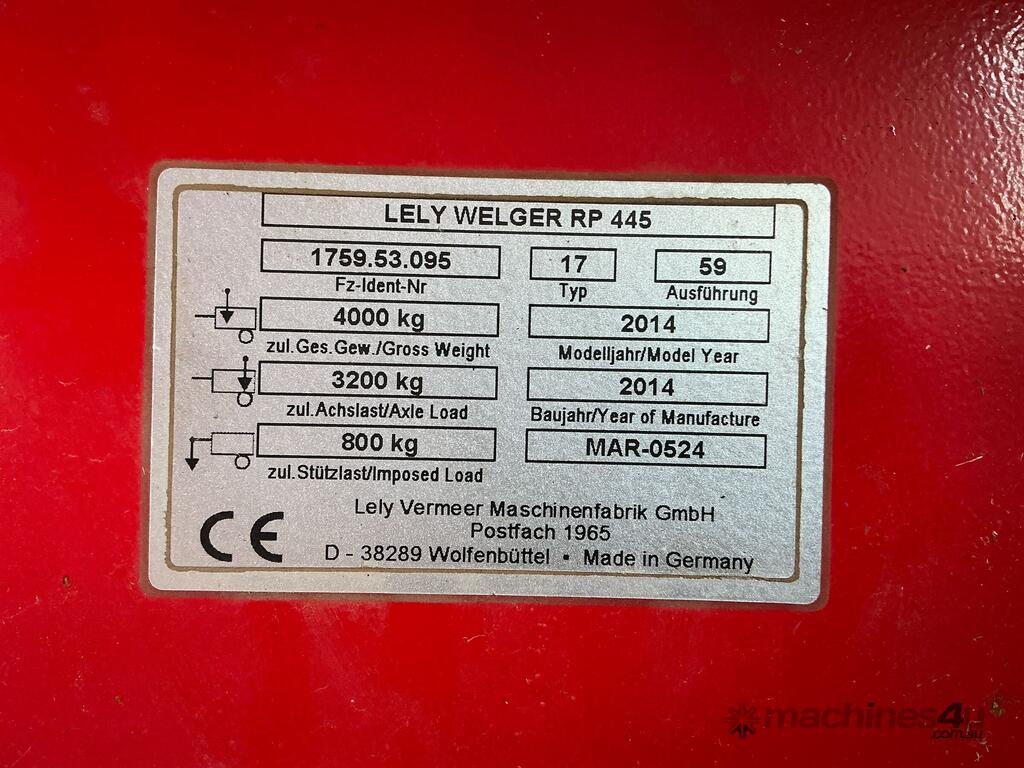 LELY WELGER RP 445
1759.53.095 17 59
Fz-Ident-Nr Typ Ausführung
4000 kg 2014
zul.Ges.Gew./Gross Weight Modelljahr/Model Year
3200 kg 2014
zul.Achslast/Axle Load Baujahr/Year of Manufacture
800 kg MAR-0524
zul.Stützlast/Imposed Load
Lely Vermeer Maschinenfabrik GmbH
Postfach 1965
CE D - 38289 Wolfenbüttel • Made in Germany
machines4u
.com.au